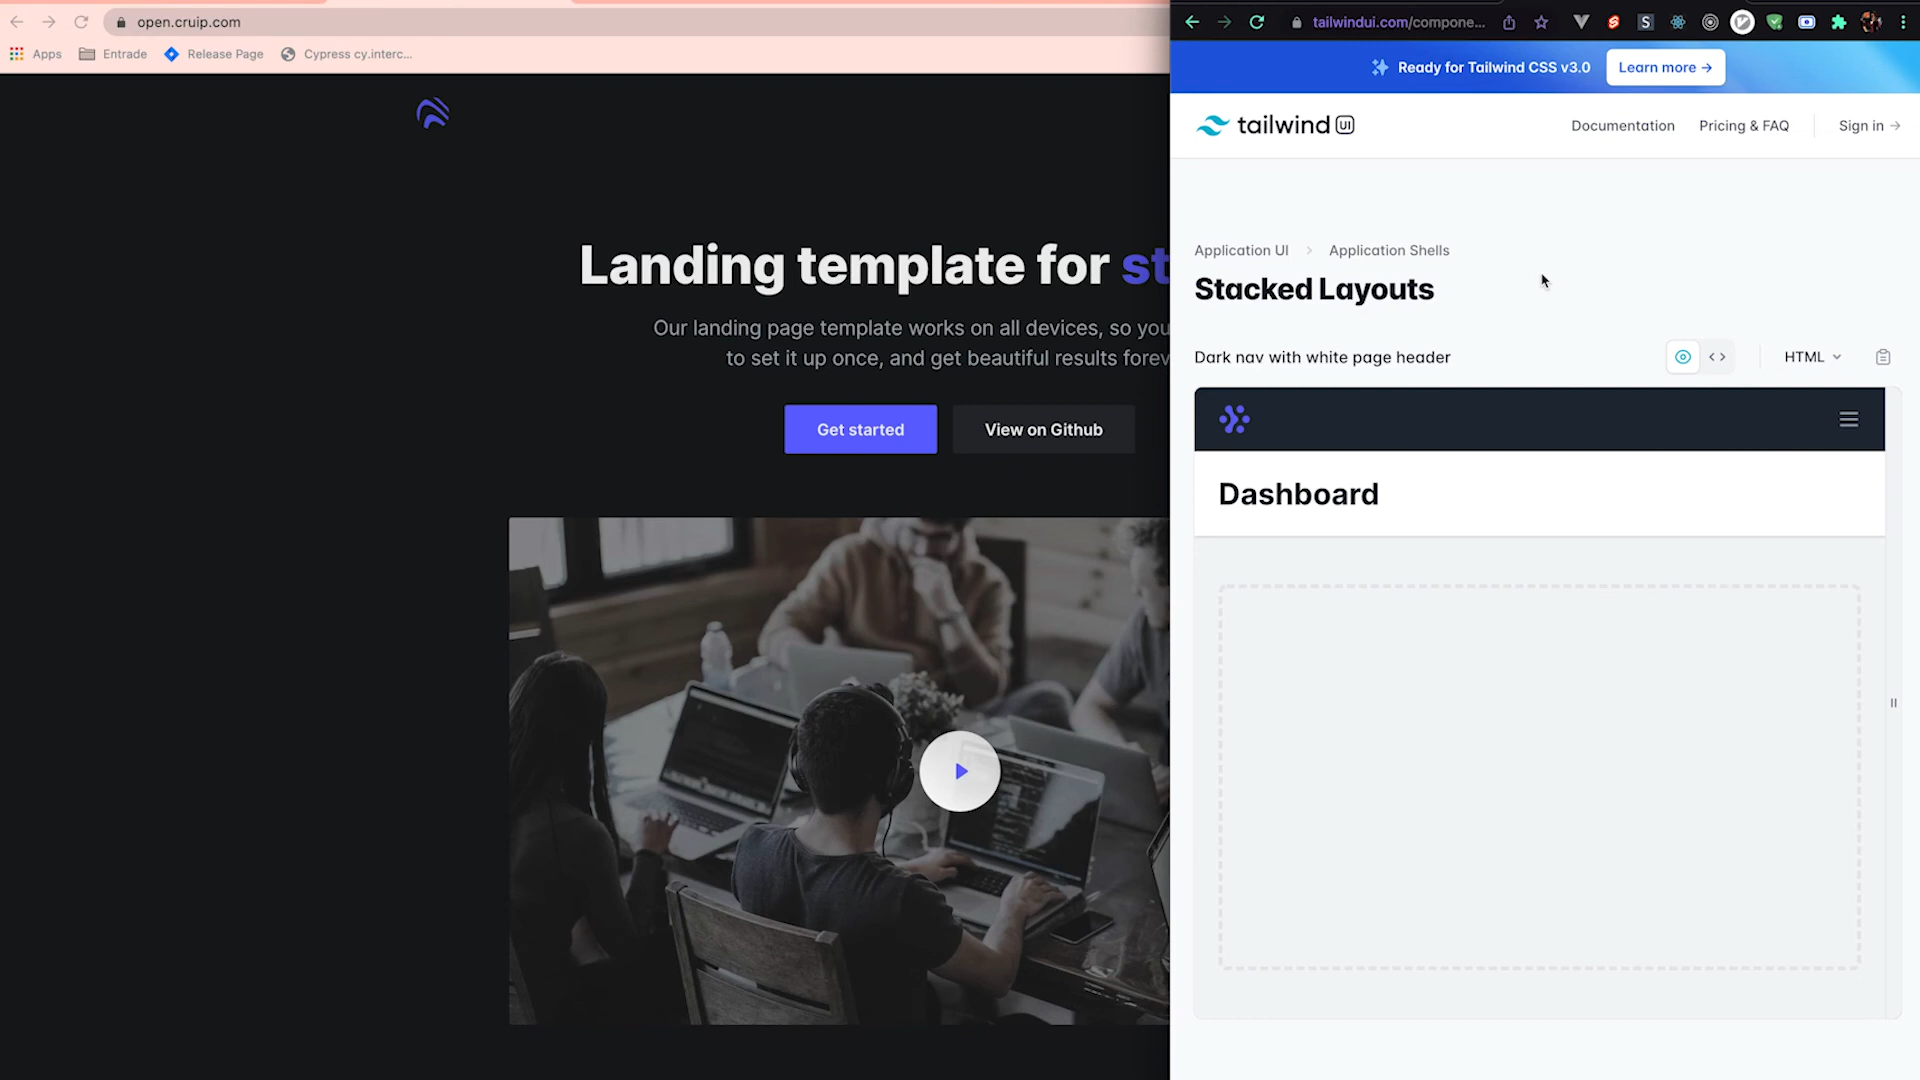 open.cruip.com
Apps
Entrade
Release Page
Cypress cy.interc...
Landing template for st
Our landing page template works on all devices, so you
to set it up once, and get beautiful results forev
Get started
View on Github
tailwindui.com/compone...
Ready for Tailwind CSS v3.0
Learn more →
tailwind UI
Documentation
Pricing & FAQ
Sign in →
Application UI
Application Shells
Stacked Layouts
Dark nav with white page header
HTML
Dashboard